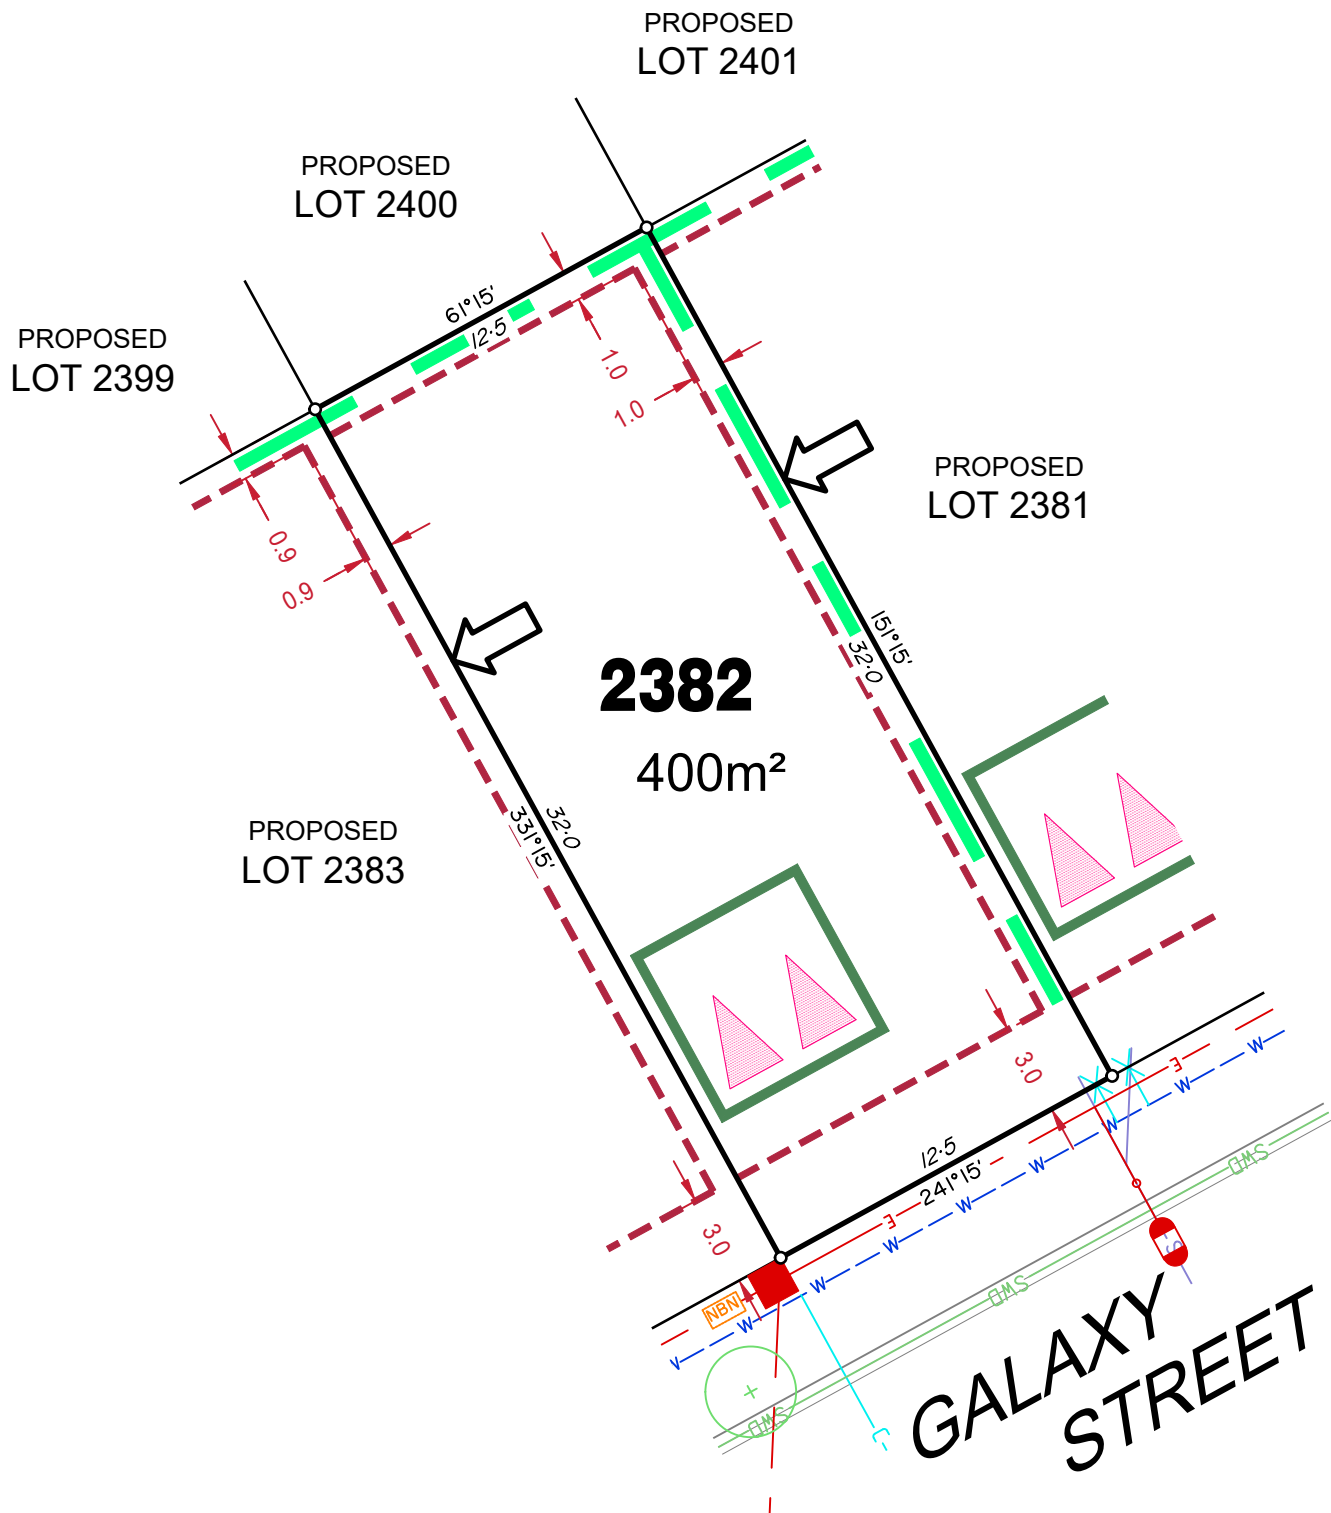 PROPOSED
LOT 2401
PROPOSED
LOT 2400
61°15'
12·5
PROPOSED
LOT 2399
1.0
1.0
PROPOSED
LOT 2381
0.9
0.9
151°15'
32·0
2382
400m²
32·0
331°15'
PROPOSED
LOT 2383
3.0
12·5
241°15'
3.0
E
W
W
W
W
E
W
W
W
W
NBN
SWD
SWD
SWD
S
C
GALAXY
STREET